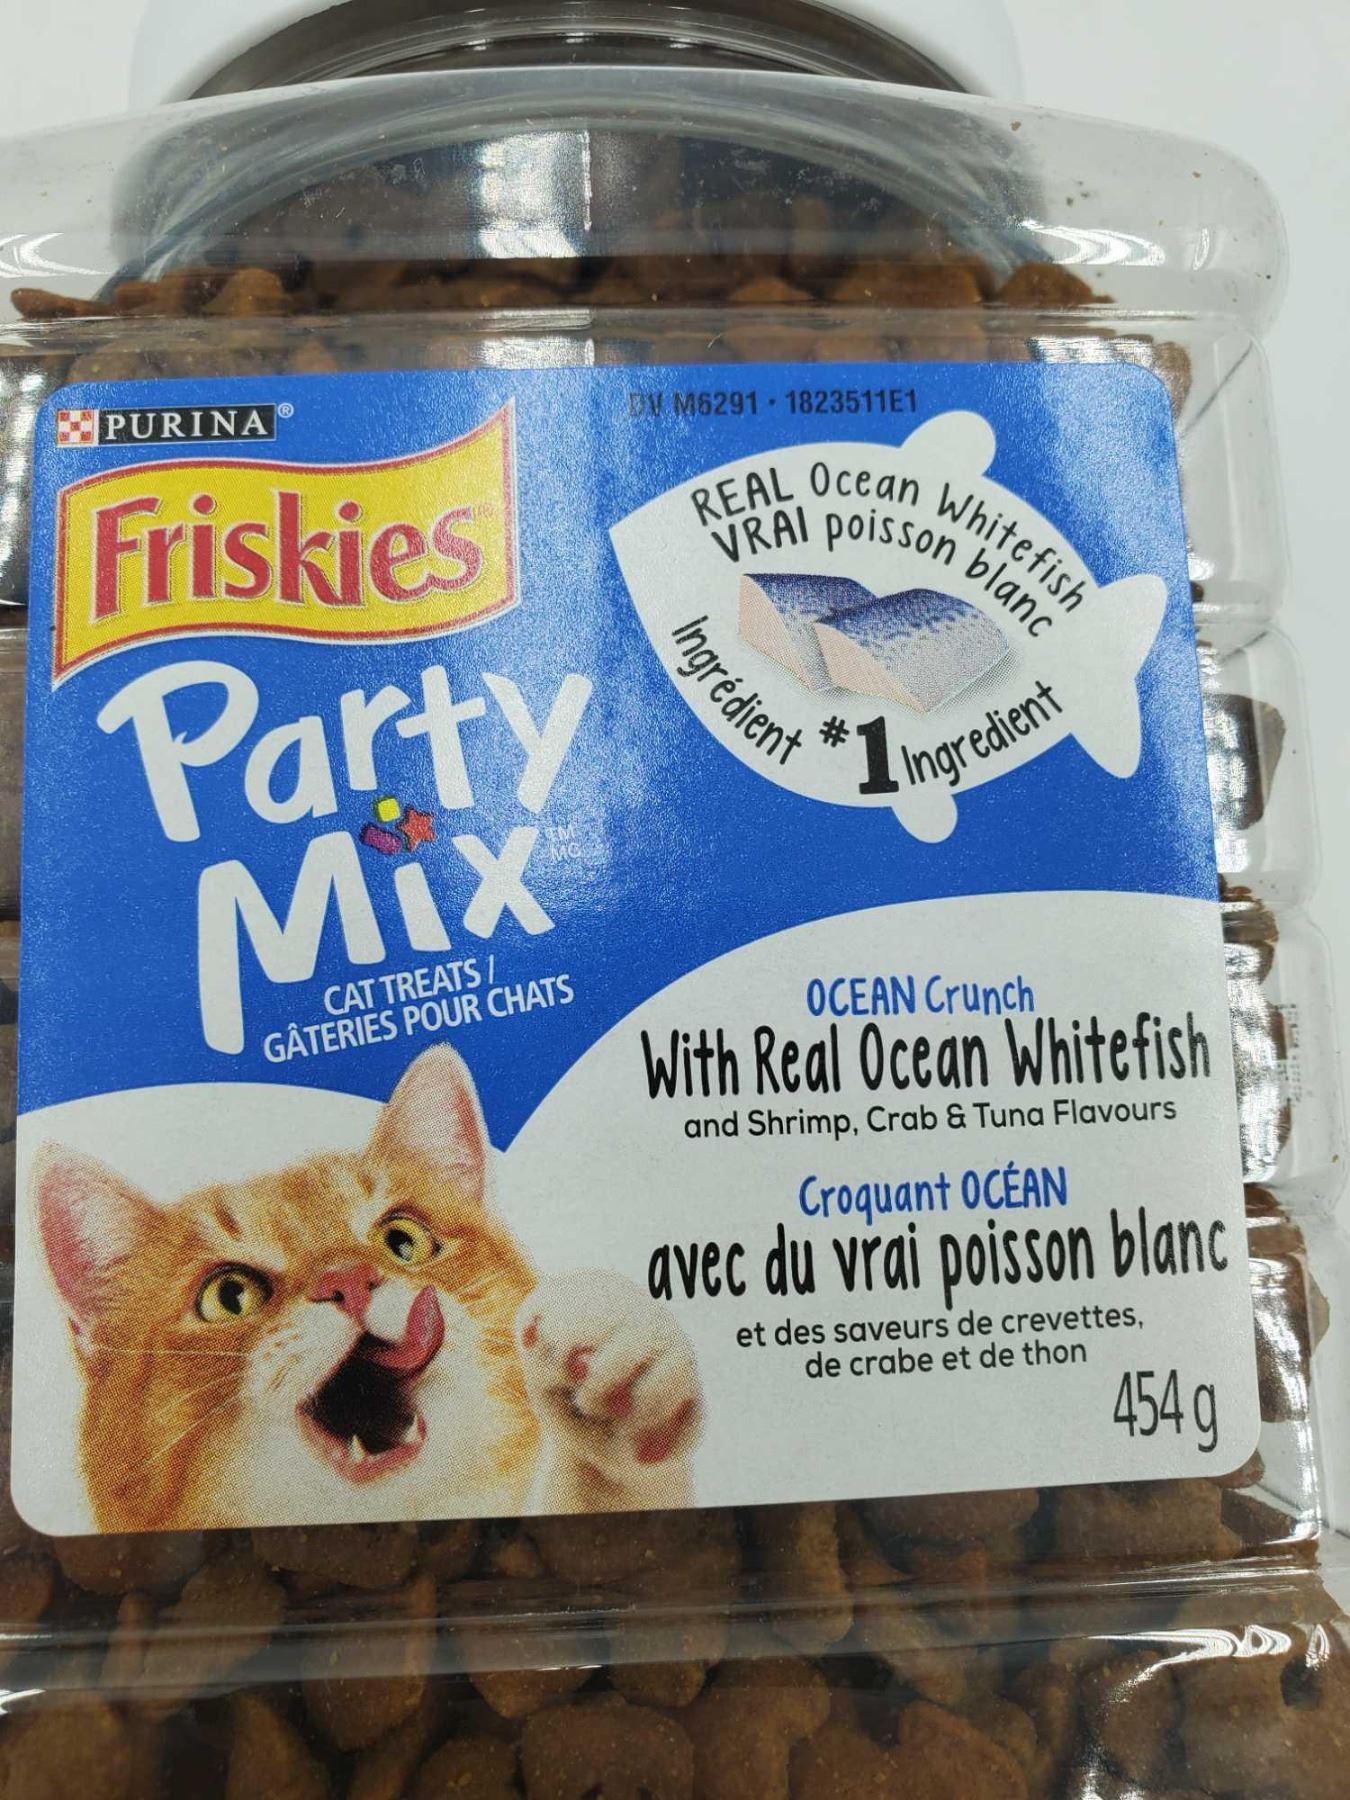 PURINA®
Friskies®
Party
Mix TM
MC
CAT TREATS /
GÂTERIES POUR CHATS
DV M6291 · 1823511E1
REAL Ocean Whitefish
VRAI poisson blanc
Ingrédient #1 Ingredient
OCEAN Crunch
With Real Ocean Whitefish
and Shrimp, Crab & Tuna Flavours
Croquant OCÉAN
avec du vrai poisson blanc
et des saveurs de crevettes,
de crabe et de thon
454 g